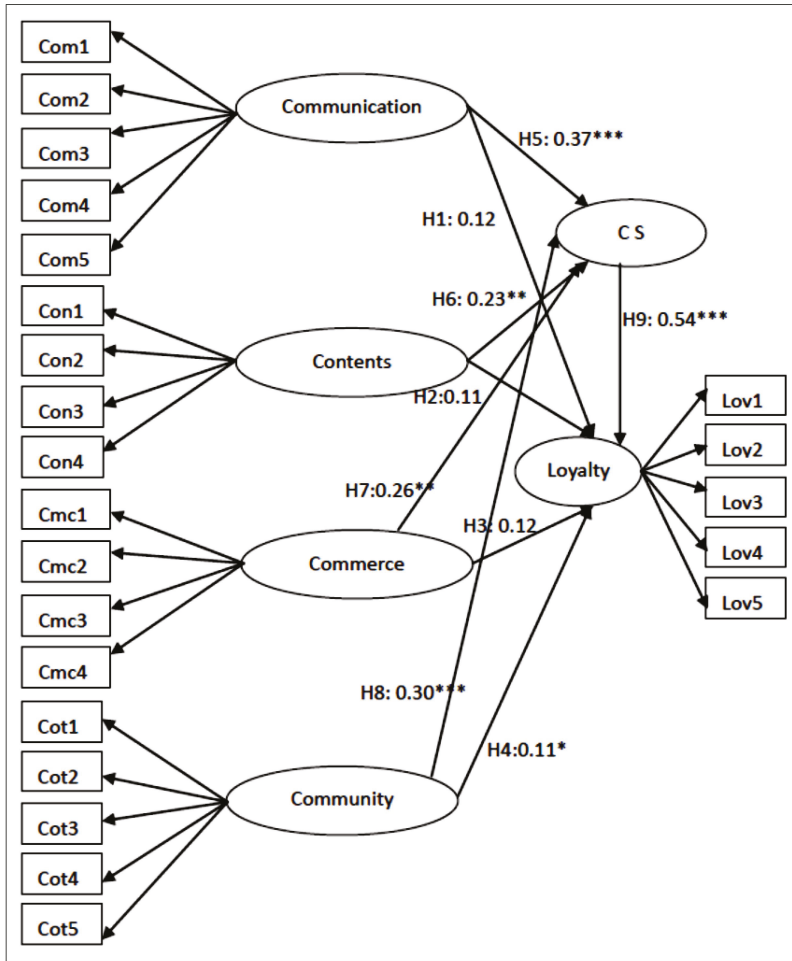 Com1
Com2
Com3
Com4
Com5
Communication
H5: 0.37***
H1: 0.12
C S
H6: 0.23**
H9: 0.54***
Con1
Con2
Con3
Con4
Contents
H2:0.11
Loyalty
Lov1
Lov2
Lov3
Lov4
Lov5
H7:0.26**
H3: 0.12
Cmc1
Cmc2
Cmc3
Cmc4
Commerce
H8: 0.30***
H4:0.11*
Cot1
Cot2
Cot3
Cot4
Cot5
Community